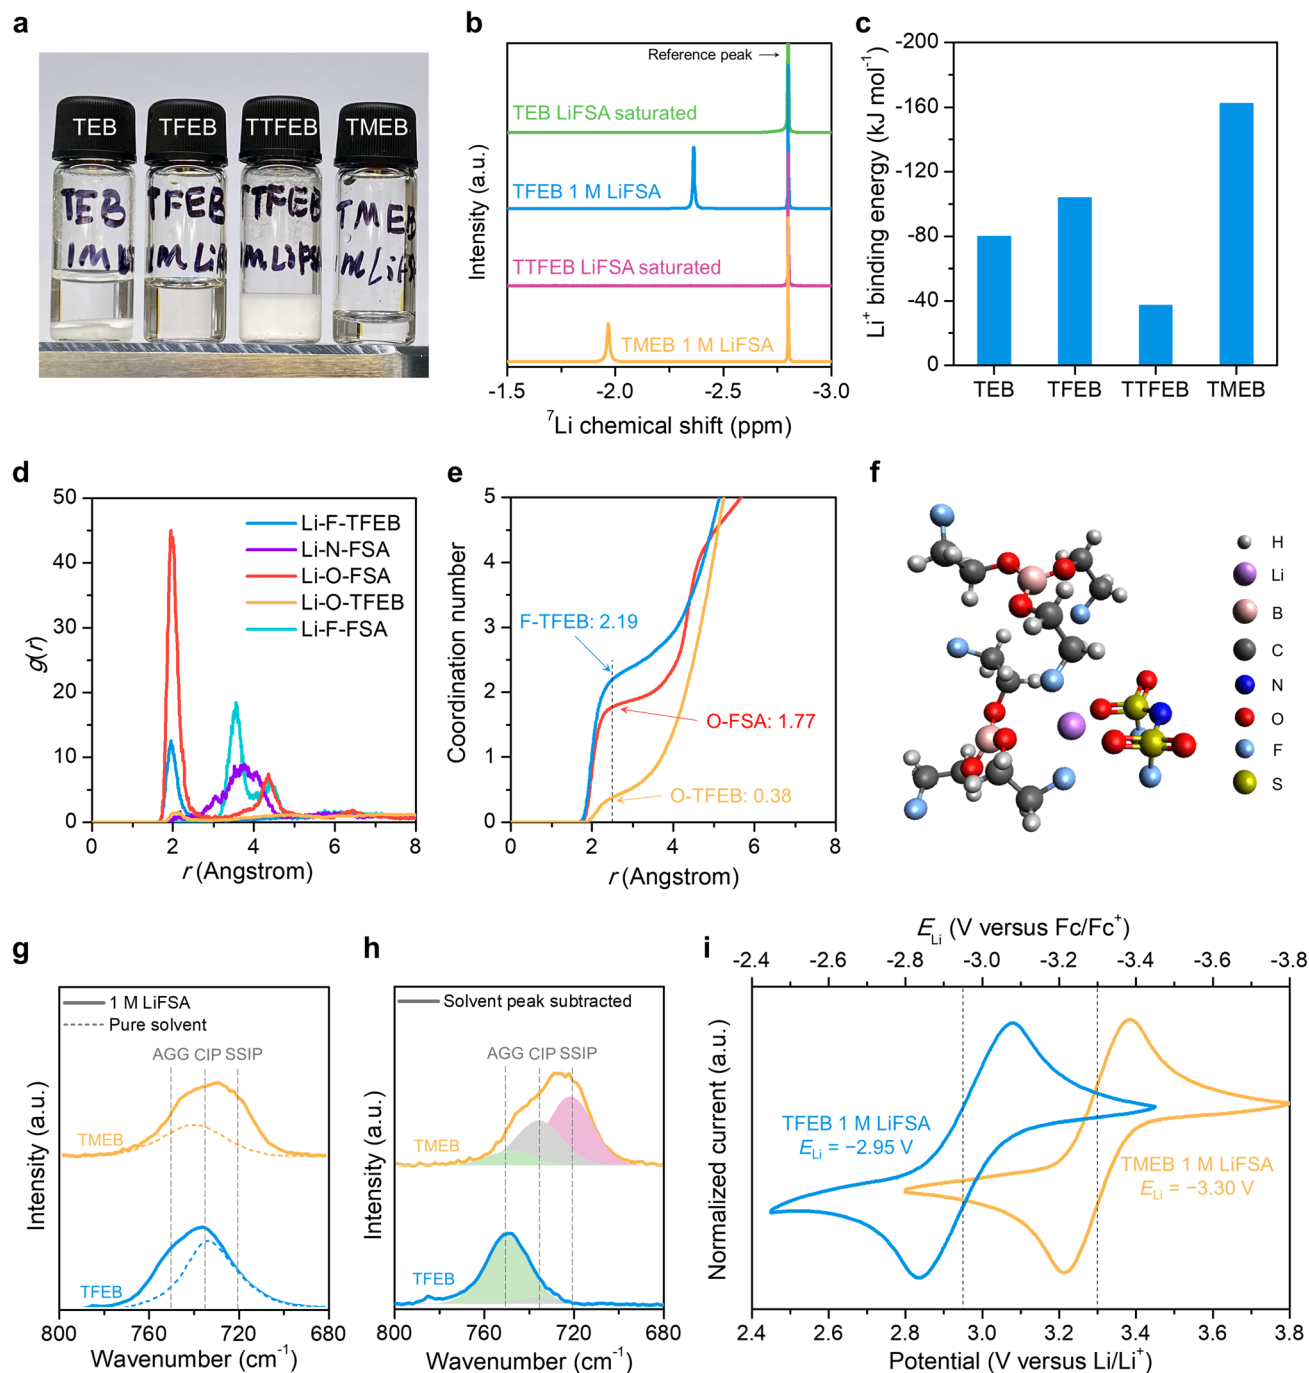 a
TEB TFEB TTFEB TMEB
TEB TFEB TTFEB TMEB
1M 1M LiF 1M LiFSA 1M LiFSA
b
Intensity (a.u.)
Reference peak
TEB LiFSA saturated
TFEB 1 M LiFSA
TTFEB LiFSA saturated
TMEB 1 M LiFSA
-1.5 -2.0 -2.5 -3.0
⁷Li chemical shift (ppm)
c
Li⁺ binding energy (kJ mol⁻¹)
-200
-160
-120
-80
-40
0
TEB TFEB TTFEB TMEB
d
g(r)
50
40
30
20
10
0
Li-F-TFEB
Li-N-FSA
Li-O-FSA
Li-O-TFEB
Li-F-FSA
0 2 4 6 8
r (Angstrom)
e
Coordination number
5
4
3
2
1
0
F-TFEB: 2.19
O-FSA: 1.77
O-TFEB: 0.38
0 2 4 6 8
r (Angstrom)
f
H
Li
B
C
N
O
F
S
g
Intensity (a.u.)
1 M LiFSA
Pure solvent
AGG CIP SSIP
TMEB
TFEB
800 760 720 680
Wavenumber (cm⁻¹)
h
Intensity (a.u.)
Solvent peak subtracted
AGG CIP SSIP
TMEB
TFEB
800 760 720 680
Wavenumber (cm⁻¹)
i
E_Li (V versus Fc/Fc⁺)
-2.4 -2.6 -2.8 -3.0 -3.2 -3.4 -3.6 -3.8
Normalized current (a.u.)
TFEB 1 M LiFSA
E_Li = −2.95 V
TMEB 1 M LiFSA
E_Li = −3.30 V
2.4 2.6 2.8 3.0 3.2 3.4 3.6 3.8
Potential (V versus Li/Li⁺)